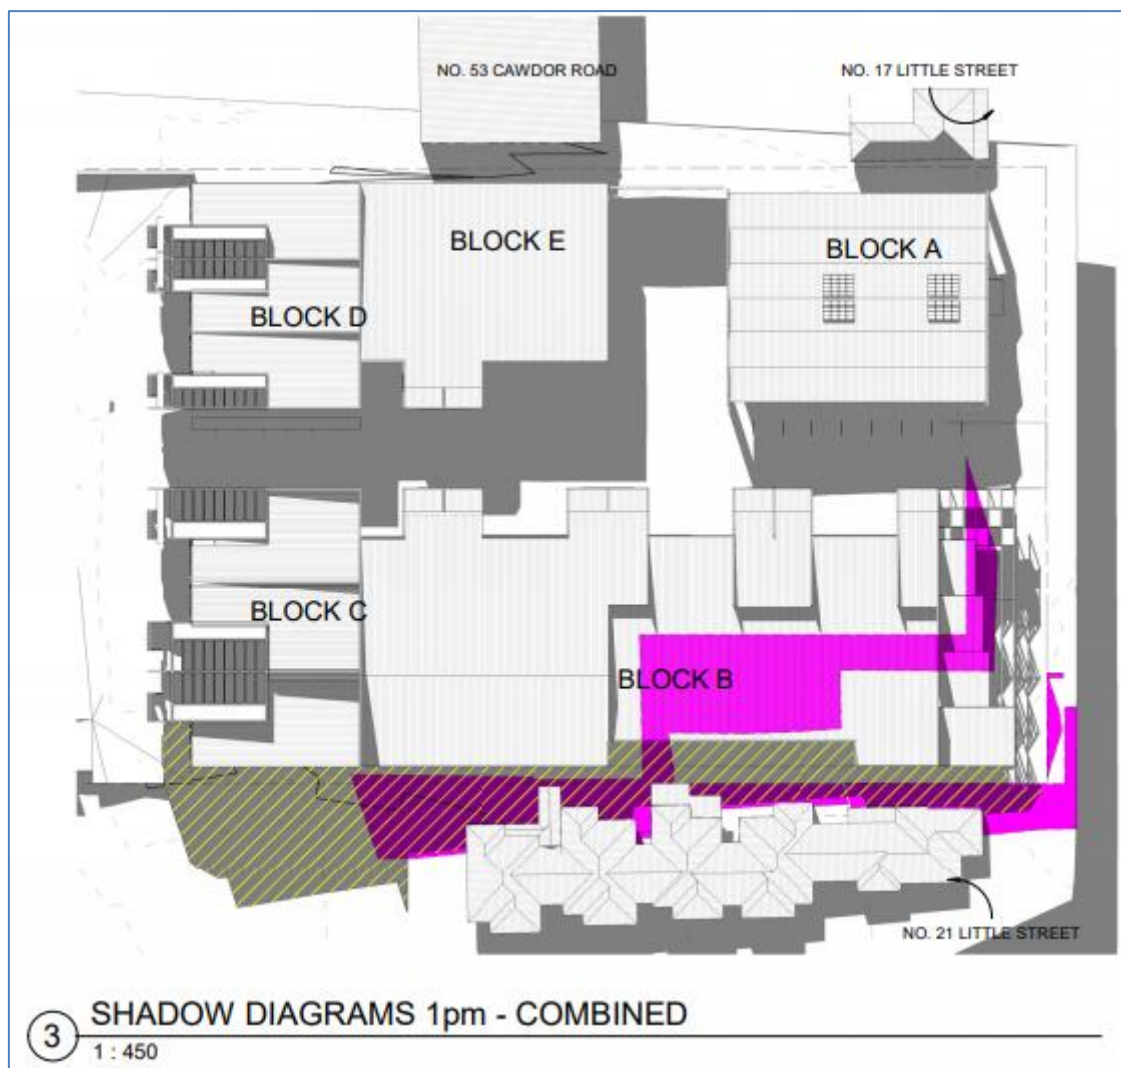 NO. 53 CAWDOR ROAD
NO. 17 LITTLE STREET
BLOCK E
BLOCK A
BLOCK D
BLOCK C
BLOCK B
NO. 21 LITTLE STREET
3
SHADOW DIAGRAMS 1pm - COMBINED
1 : 450